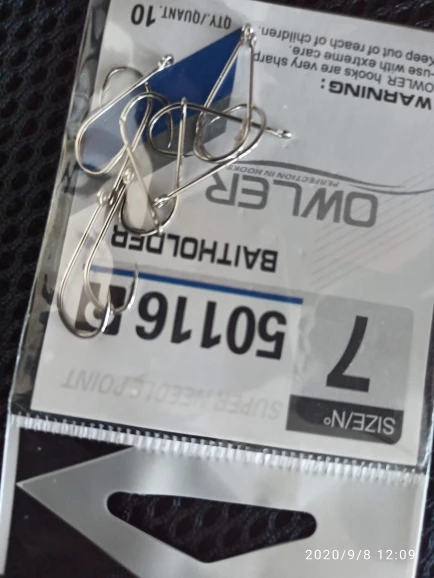 SIZE/Nº
7
SUPER NEEDLE POINT
50116
BAITHOLDER
OWLER
PERFECTION IN HOOKS
WARNING:
OWLER hooks are very sharp
-use with extreme care.
Keep out of reach of children.
QTY./QUANT. 10
2020/9/8 12:09